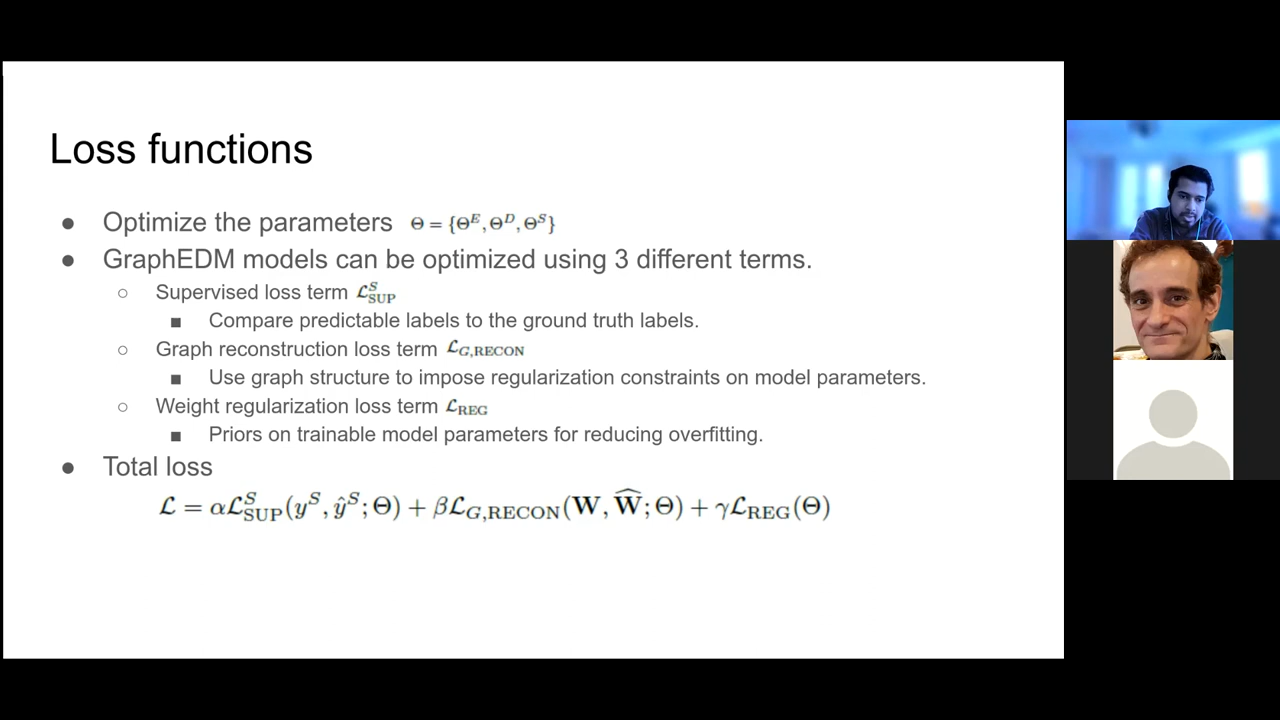 Loss functions
● Optimize the parameters Θ = {Θ^E, Θ^D, Θ^S}
● GraphEDM models can be optimized using 3 different terms.
○ Supervised loss term ℒ^S_SUP
■ Compare predictable labels to the ground truth labels.
○ Graph reconstruction loss term ℒ_G,RECON
■ Use graph structure to impose regularization constraints on model parameters.
○ Weight regularization loss term ℒ_REG
■ Priors on trainable model parameters for reducing overfitting.
● Total loss
ℒ = αℒ^S_SUP(y^S, ŷ^S; Θ) + βℒ_G,RECON(W, Ŵ; Θ) + γℒ_REG(Θ)